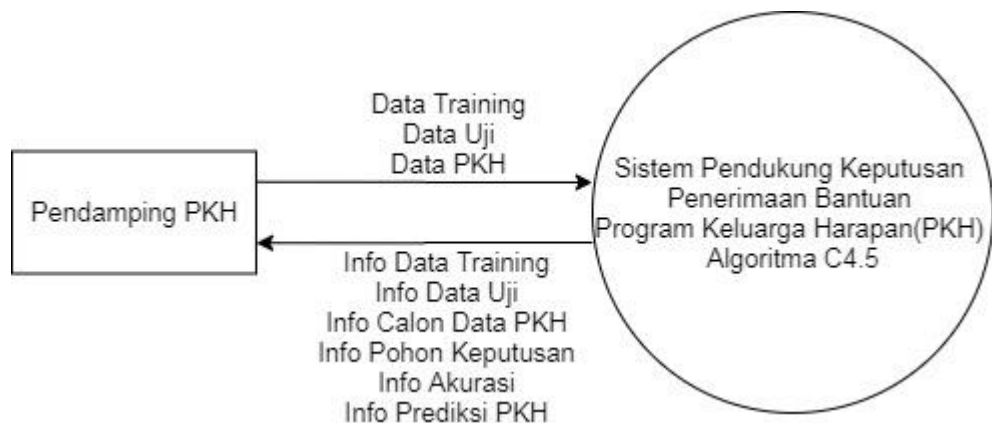 Data Training
Data Uji
Data PKH
Pendamping PKH
Sistem Pendukung Keputusan
Penerimaan Bantuan
Program Keluarga Harapan(PKH)
Algoritma C4.5
Info Data Training
Info Data Uji
Info Calon Data PKH
Info Pohon Keputusan
Info Akurasi
Info Prediksi PKH